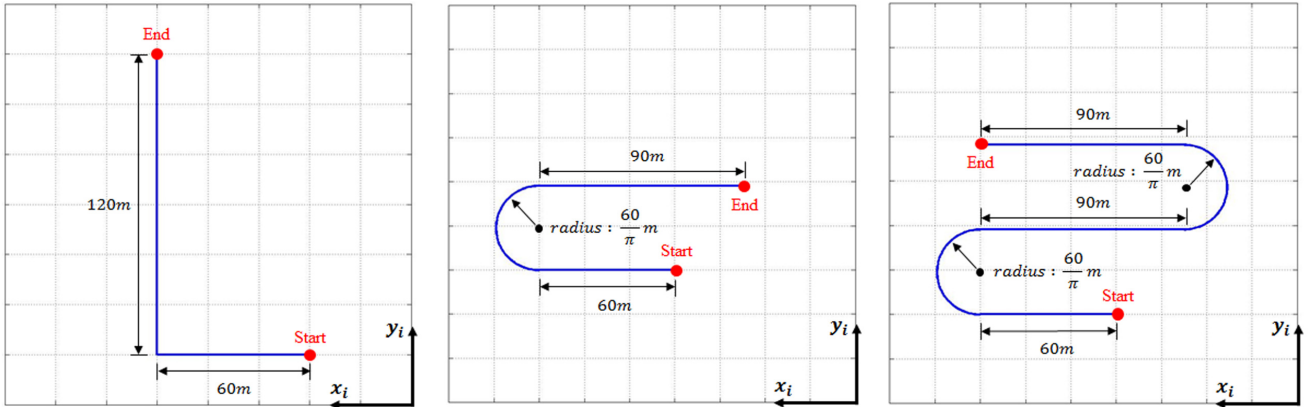 End
120m
Start
60m
y_i
x_i
90m
End
radius : 60/π m
Start
60m
y_i
x_i
90m
End
radius : 60/π m
90m
radius : 60/π m
Start
60m
y_i
x_i